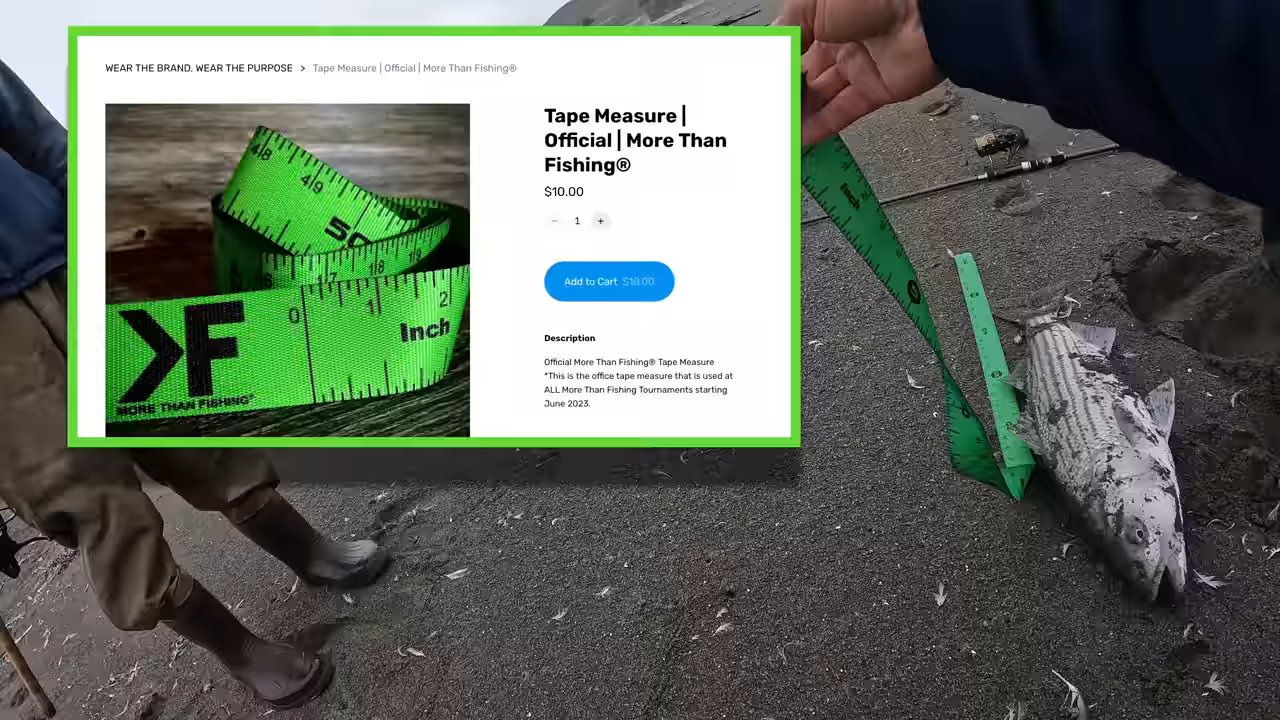 WEAR THE BRAND, WEAR THE PURPOSE > Tape Measure | Official | More Than Fishing®
Tape Measure |
Official | More Than
Fishing®
$10.00
− 1 +
Add to Cart $10.00
Description
Official More Than Fishing® Tape Measure
*This is the office tape measure that is used at
ALL More Than Fishing Tournaments starting
June 2023.
48
49
50
17 18 19
0 1 2
Inch
F
MORE THAN FISHING